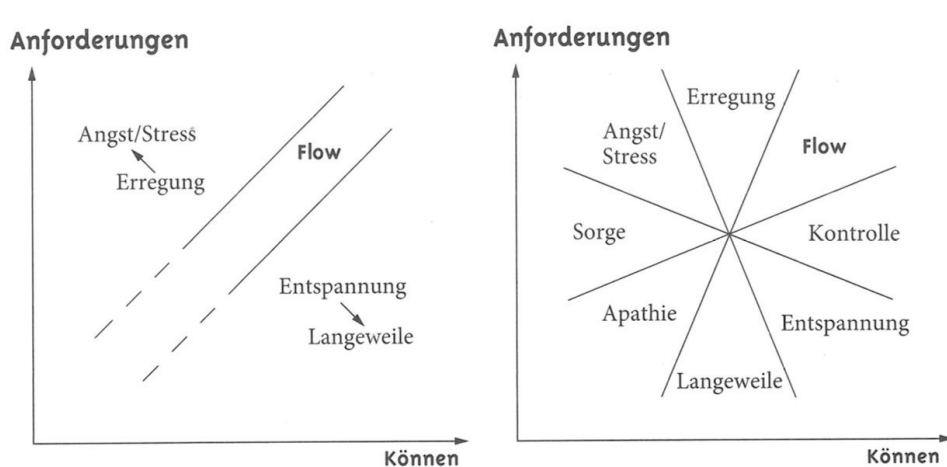 Anforderungen
Angst/Stress
Erregung
Flow
Entspannung
Langeweile
Können
Anforderungen
Erregung
Angst/
Stress
Flow
Sorge
Kontrolle
Apathie
Entspannung
Langeweile
Können